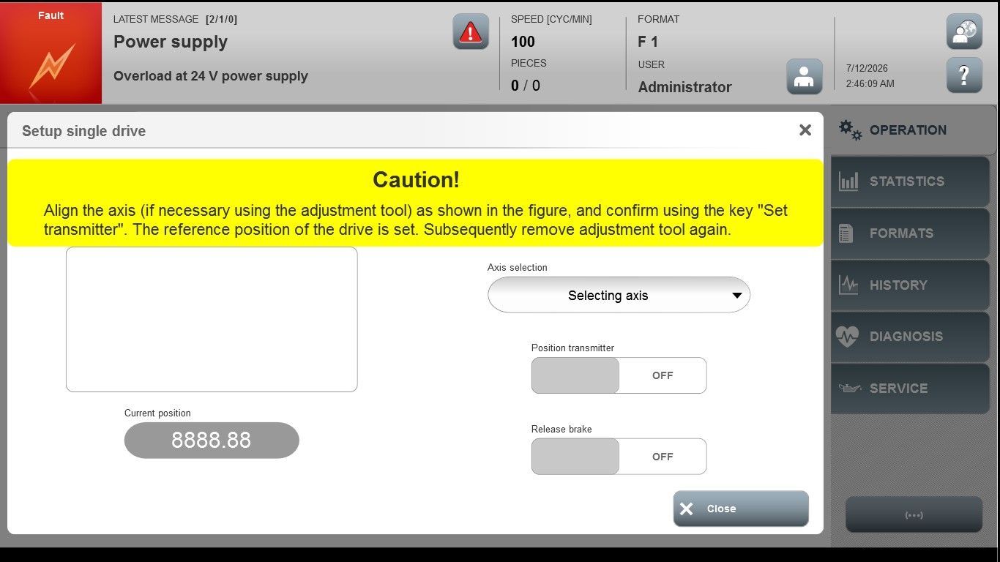 Fault
LATEST MESSAGE [2/1/0]
Power supply
Overload at 24 V power supply
SPEED [CYC/MIN]
100
PIECES
0 / 0
FORMAT
F 1
USER
Administrator
7/12/2026
2:46:09 AM
?
Setup single drive
Caution!
Align the axis (if necessary using the adjustment tool) as shown in the figure, and confirm using the key "Set
transmitter". The reference position of the drive is set. Subsequently remove adjustment tool again.
Axis selection
Selecting axis
Position transmitter
OFF
Current position
8888.88
Release brake
OFF
Close
OPERATION
STATISTICS
FORMATS
HISTORY
DIAGNOSIS
SERVICE
(...)